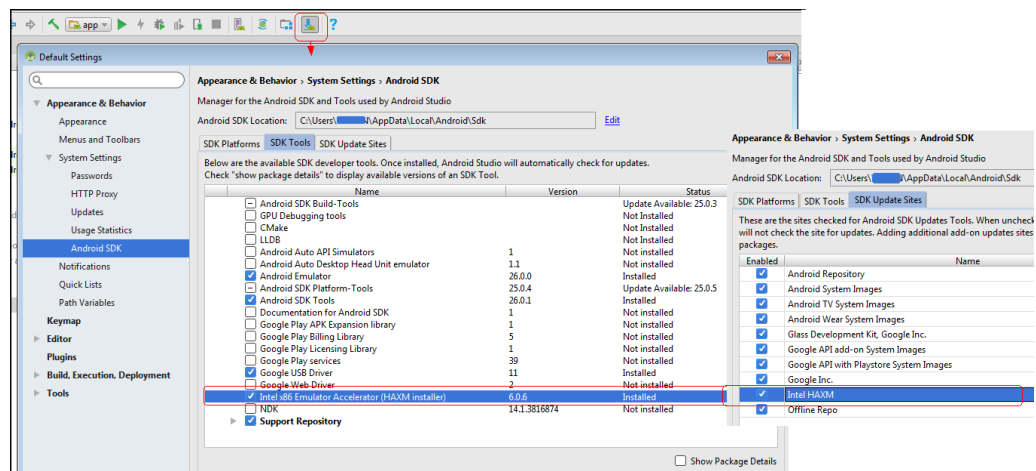 app
?
Default Settings
Appearance & Behavior
Appearance
Menus and Toolbars
System Settings
Passwords
HTTP Proxy
Updates
Usage Statistics
Android SDK
Notifications
Quick Lists
Path Variables
Keymap
Editor
Plugins
Build, Execution, Deployment
Tools
Appearance & Behavior › System Settings › Android SDK
Manager for the Android SDK and Tools used by Android Studio
Android SDK Location: C:\Users\ \AppData\Local\Android\Sdk Edit
SDK Platforms SDK Tools SDK Update Sites
Below are the available SDK developer tools. Once installed, Android Studio will automatically check for updates.
Check "show package details" to display available versions of an SDK Tool.
Name Version Status
Android SDK Build-Tools Update Available: 25.0.3
GPU Debugging tools Not Installed
CMake Not Installed
LLDB Not Installed
Android Auto API Simulators 1 Not installed
Android Auto Desktop Head Unit emulator 1.1 Not installed
Android Emulator 26.0.0 Installed
Android SDK Platform-Tools 25.0.4 Update Available: 25.0.5
Android SDK Tools 26.0.1 Installed
Documentation for Android SDK 1 Not installed
Google Play APK Expansion library 1 Not installed
Google Play Billing Library 5 Not installed
Google Play Licensing Library 1 Not installed
Google Play services 39 Not installed
Google USB Driver 11 Installed
Google Web Driver 2 Not installed
Intel x86 Emulator Accelerator (HAXM installer) 6.0.6 Installed
NDK 14.1.3816874 Not installed
Support Repository
Show Package Details
Appearance & Behavior › System Settings › Android SDK
Manager for the Android SDK and Tools used by Android Studio
Android SDK Location: C:\Users\ \AppData\Local\Android\Sdk
SDK Platforms SDK Tools SDK Update Sites
These are the sites checked for Android SDK Updates Tools. When uncheck
will not check the site for updates. Adding additional add-on updates sites
packages.
Enabled Name
Android Repository
Android System Images
Android TV System Images
Android Wear System Images
Glass Development Kit, Google Inc.
Google API add-on System Images
Google API with Playstore System Images
Google Inc.
Intel HAXM
Offline Repo